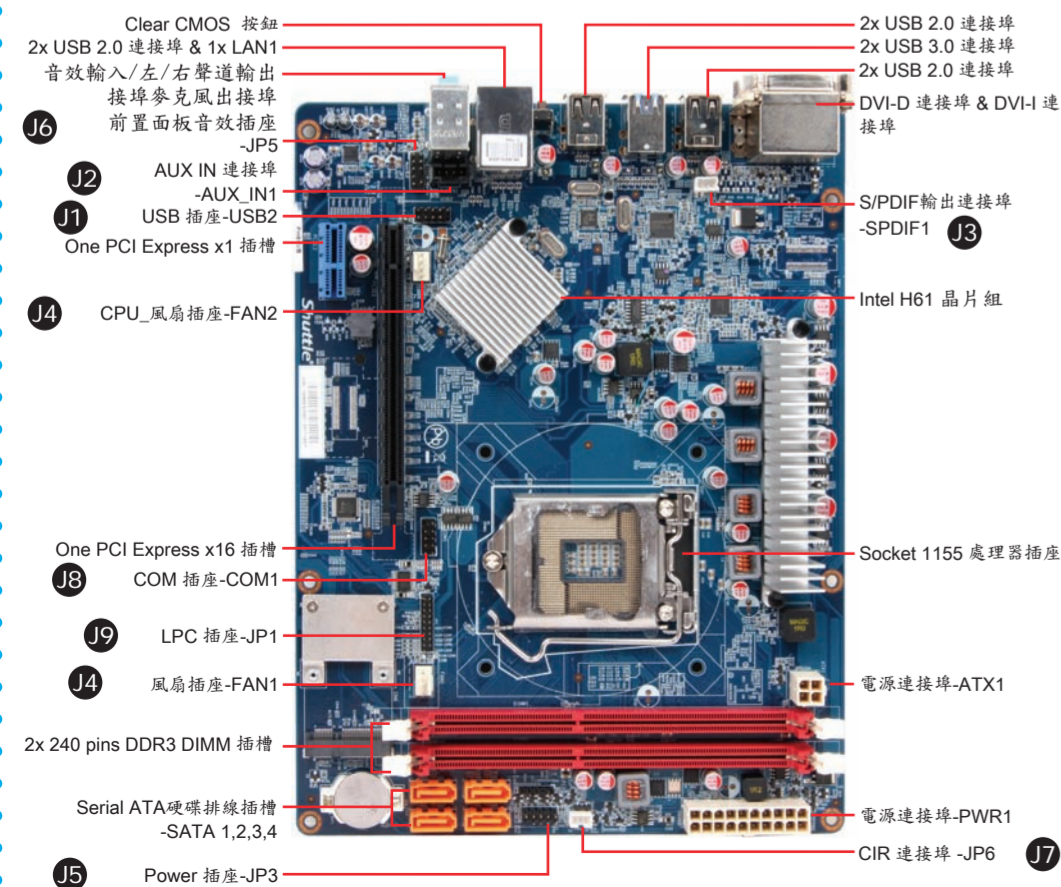 Clear CMOS 按鈕
2x USB 2.0 連接埠 & 1x LAN1
音效輸入/左/右聲道輸出
接埠麥克風出接埠
J6
前置面板音效插座
-JP5
J2
AUX IN 連接埠
-AUX_IN1
J1
USB 插座-USB2
One PCI Express x1 插槽
J4
CPU_風扇插座-FAN2
One PCI Express x16 插槽
J8
COM 插座-COM1
J9
LPC 插座-JP1
J4
風扇插座-FAN1
2x 240 pins DDR3 DIMM 插槽
Serial ATA硬碟排線插槽
-SATA 1,2,3,4
J5
Power 插座-JP3
2x USB 2.0 連接埠
2x USB 3.0 連接埠
2x USB 2.0 連接埠
DVI-D 連接埠 & DVI-I 連
接埠
S/PDIF輸出連接埠
-SPDIF1
J3
Intel H61 晶片組
Socket 1155 處理器插座
電源連接埠-ATX1
電源連接埠-PWR1
CIR 連接埠 -JP6
J7
Shuttle